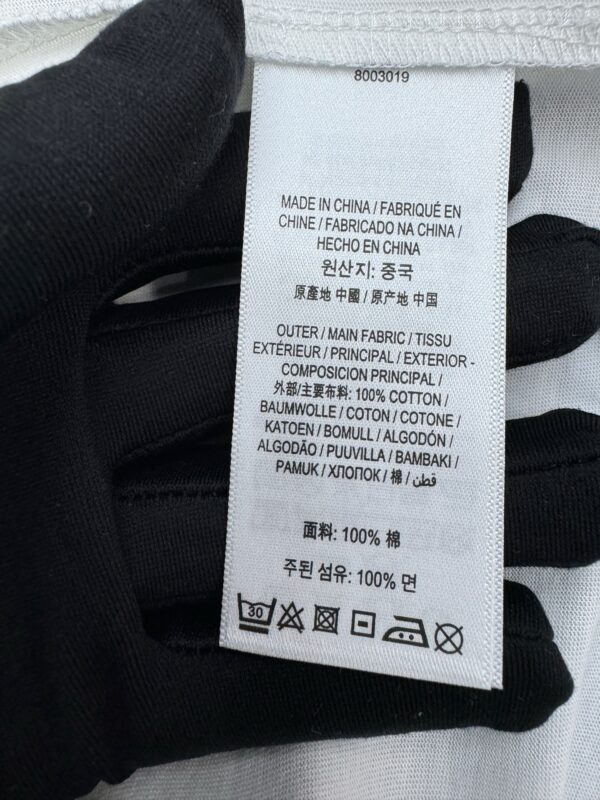 8003019
MADE IN CHINA / FABRIQUÉ EN
CHINE / FABRICADO NA CHINA /
HECHO EN CHINA
원산지: 중국
原產地 中國 / 原产地 中国
OUTER / MAIN FABRIC / TISSU
EXTÉRIEUR / PRINCIPAL / EXTERIOR -
COMPOSICION PRINCIPAL /
外部/主要布料: 100% COTTON /
BAUMWOLLE / COTON / COTONE /
KATOEN / BOMULL / ALGODÓN /
ALGODÃO / PUUVILLA / BAMBAKI /
PAMUK / ХЛОПОК / 棉 / قطن
面料: 100% 棉
주된 섬유: 100% 면
30